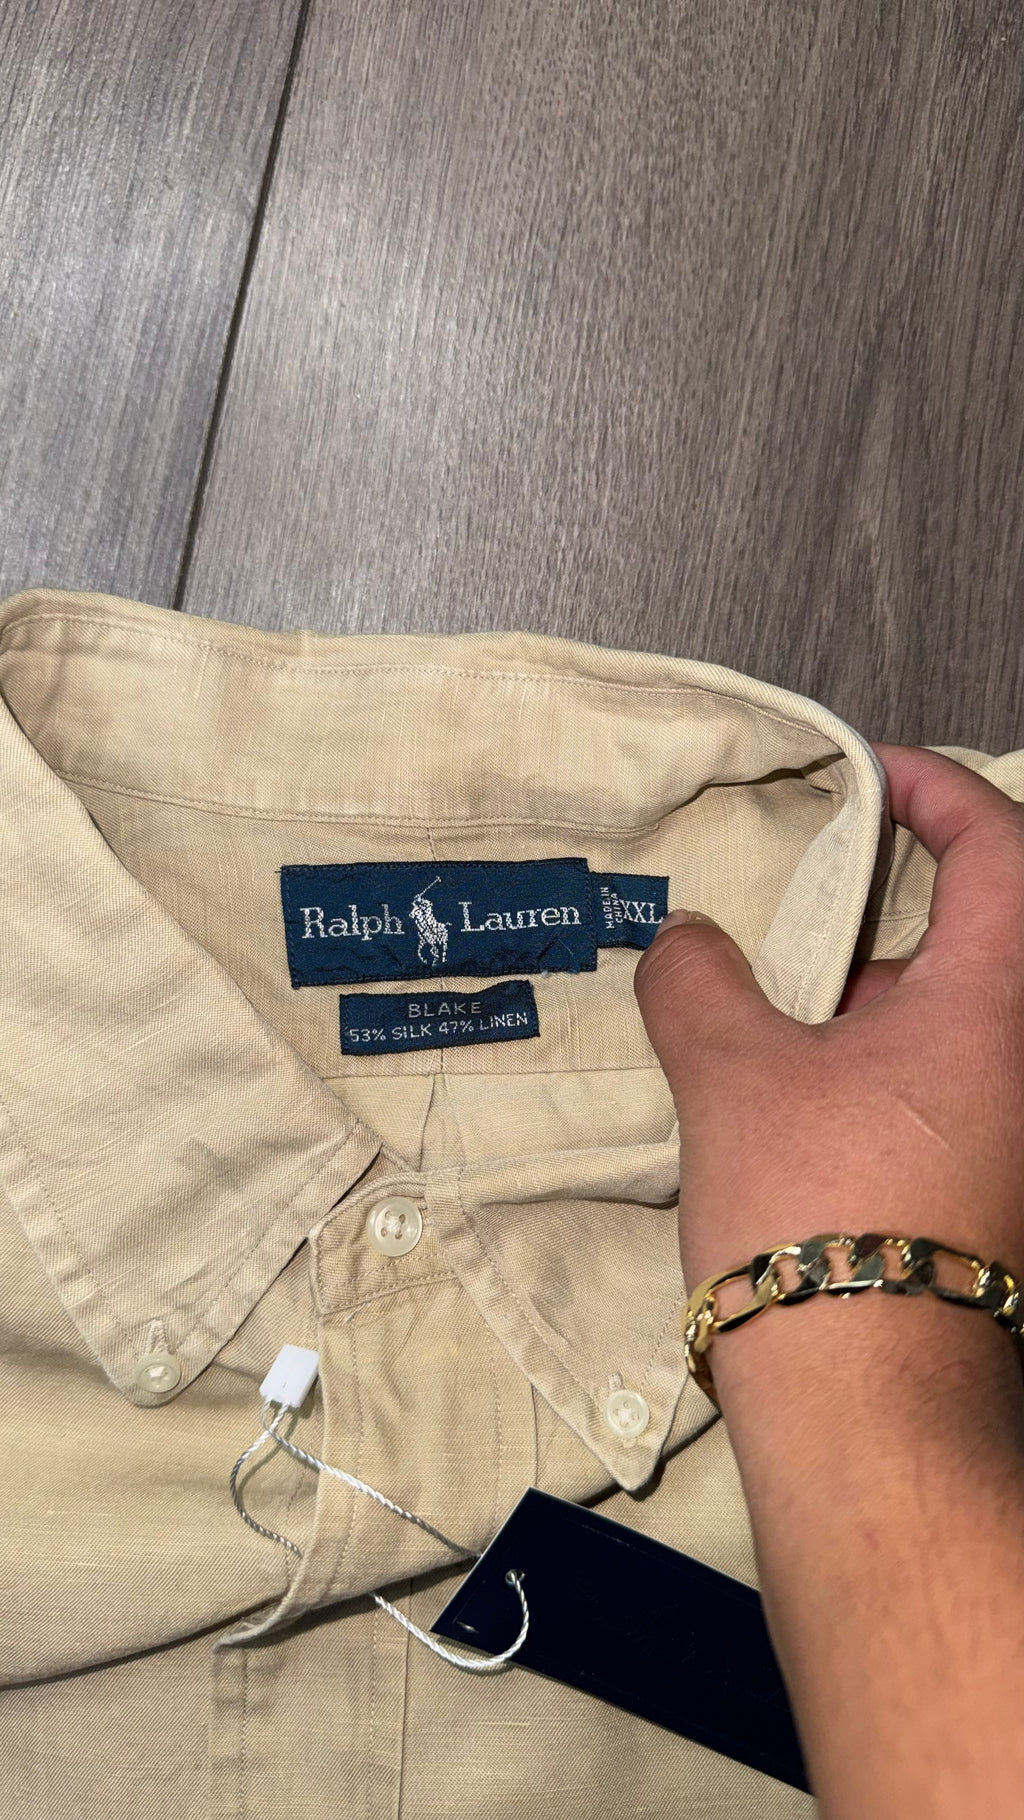 Ralph Lauren
MADE IN
CHINA
XXL
BLAKE
53% SILK 47% LINEN